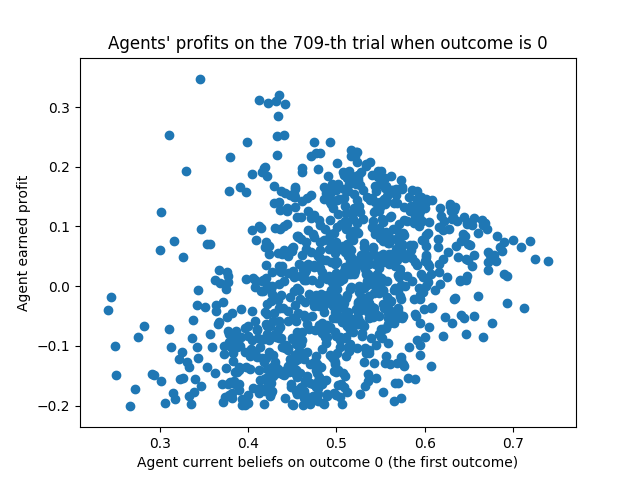 Agents' profits on the 709-th trial when outcome is 0
Agent earned profit
0.3
0.2
0.1
0.0
−0.1
−0.2
0.3 0.4 0.5 0.6 0.7
Agent current beliefs on outcome 0 (the first outcome)